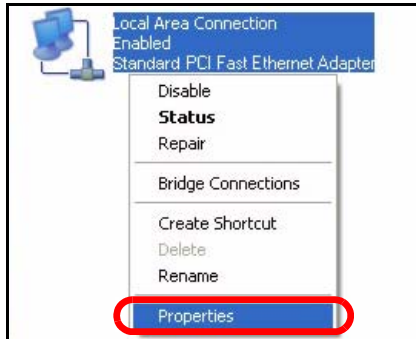 Local Area Connection
Enabled
Standard PCI Fast Ethernet Adapter
Disable
Status
Repair
Bridge Connections
Create Shortcut
Delete
Rename
Properties